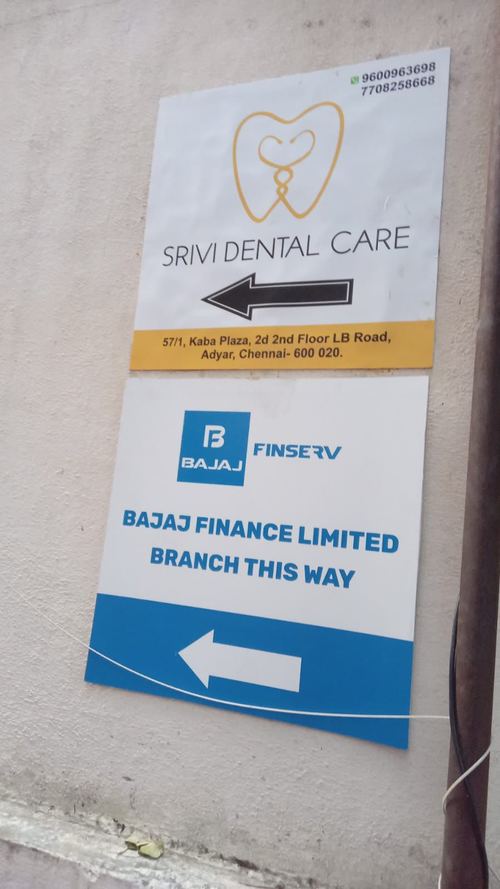 9600963698
7708258668
SRIVI DENTAL CARE
57/1, Kaba Plaza, 2d 2nd Floor LB Road,
Adyar, Chennai- 600 020.
B
BAJAJ FINSERV
BAJAJ FINANCE LIMITED
BRANCH THIS WAY